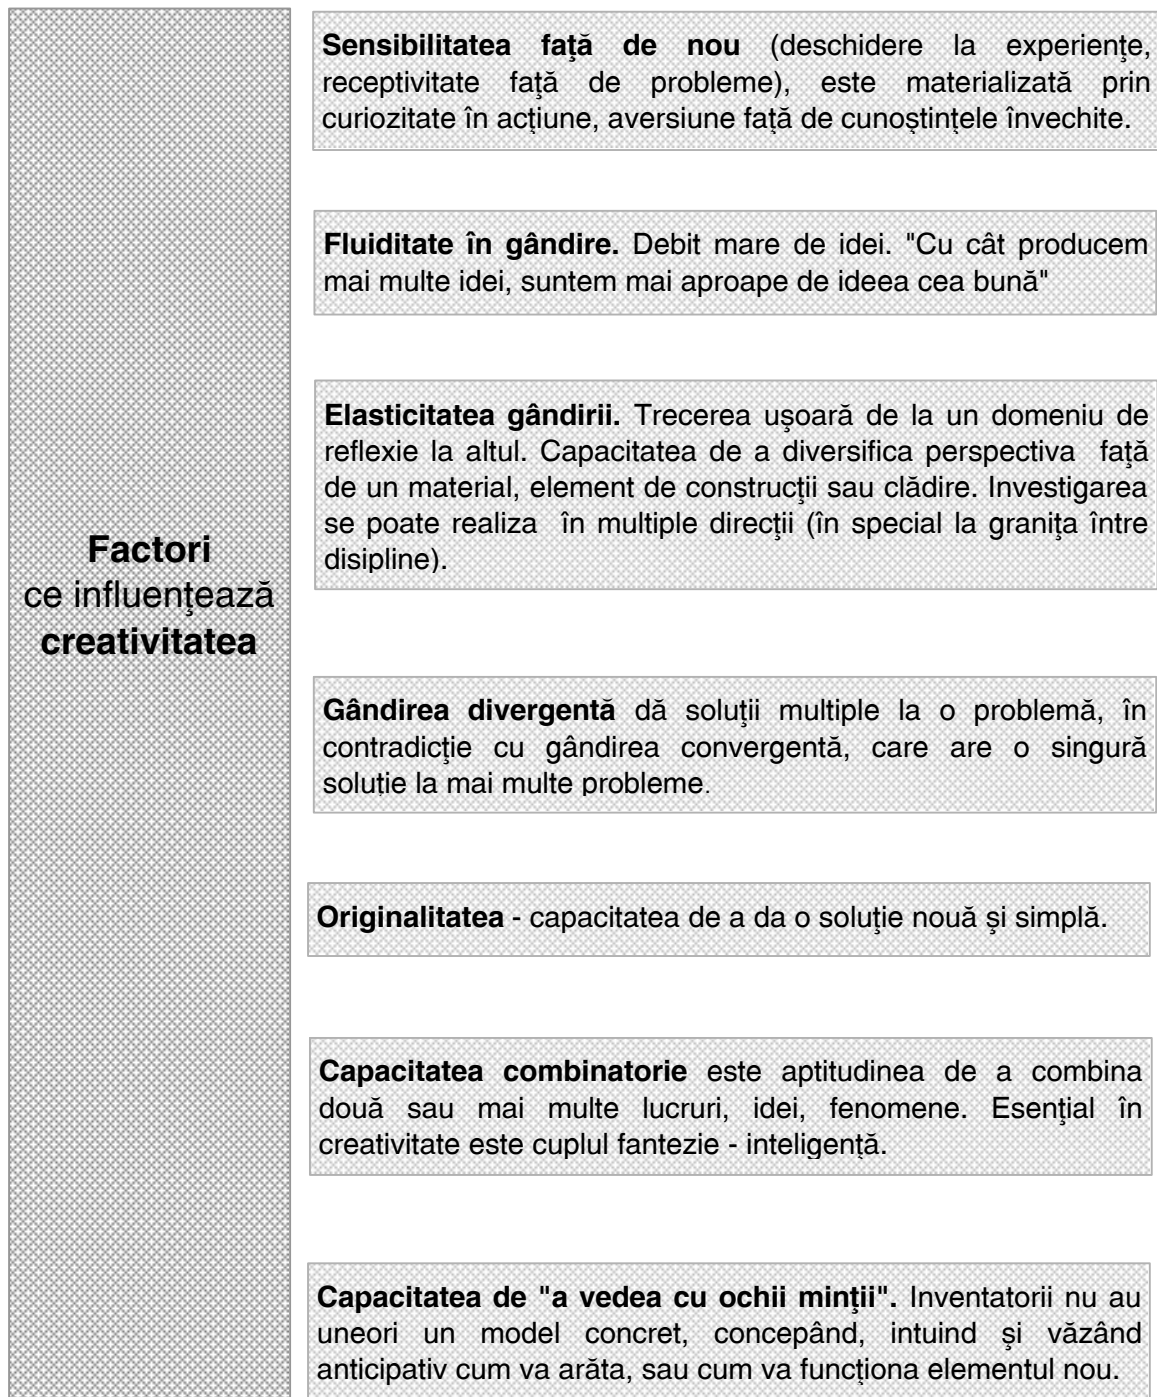 Factori
ce influenţează
creativitatea
Sensibilitatea faţă de nou (deschidere la experienţe,
receptivitate faţă de probleme), este materializată prin
curiozitate în acţiune, aversiune faţă de cunoştinţele învechite.
Fluiditate în gândire. Debit mare de idei. "Cu cât producem
mai multe idei, suntem mai aproape de ideea cea bună"
Elasticitatea gândirii. Trecerea uşoară de la un domeniu de
reflexie la altul. Capacitatea de a diversifica perspectiva faţă
de un material, element de construcţii sau clădire. Investigarea
se poate realiza în multiple direcţii (în special la graniţa între
disipline).
Gândirea divergentă dă soluţii multiple la o problemă, în
contradicţie cu gândirea convergentă, care are o singură
soluţie la mai multe probleme.
Originalitatea - capacitatea de a da o soluţie nouă şi simplă.
Capacitatea combinatorie este aptitudinea de a combina
două sau mai multe lucruri, idei, fenomene. Esenţial în
creativitate este cuplul fantezie - inteligenţă.
Capacitatea de "a vedea cu ochii minţii". Inventatorii nu au
uneori un model concret, concepând, intuind şi văzând
anticipativ cum va arăta, sau cum va funcţiona elementul nou.